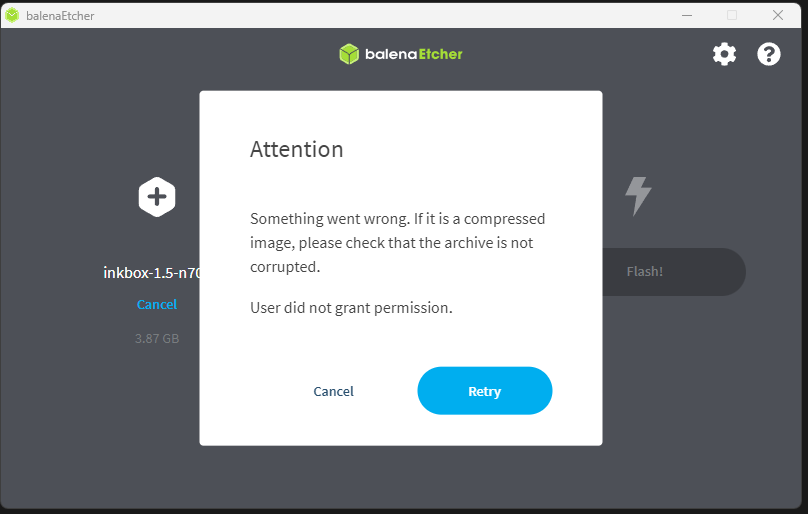 balenaEtcher
balenaEtcher
Attention
Something went wrong. If it is a compressed
image, please check that the archive is not
corrupted.
User did not grant permission.
Cancel
Retry
inkbox-1.5-n70
Cancel
3.87 GB
Flash!